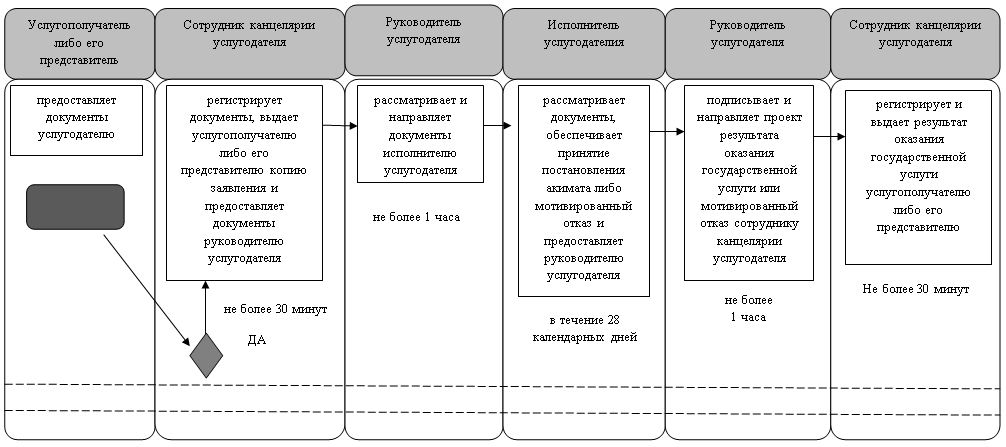 Услугополучатель
либо его
представитель
Сотрудник канцелярии
услугодателя
Руководитель
услугодателя
Исполнитель
услугодателия
Руководитель
услугодателя
Сотрудник канцелярии
услугодателя
предоставляет
документы
услугодателю
регистрирует
документы, выдает
услугополучателю
либо его
представителю копию
заявления и
предоставляет
документы
руководителю
услугодателя
не более 30 минут
ДА
рассматривает и
направляет
документы
исполнителю
услугодателя
не более 1 часа
рассматривает
документы,
обеспечивает
принятие
постановления
акимата либо
мотивированный
отказ и
предоставляет
руководителю
услугодателя
в течение 28
календарных дней
подписывает и
направляет проект
результата
оказания
государственной
услуги или
мотивированный
отказ сотруднику
канцелярии
услугодателя
не более
1 часа
регистрирует и
выдает результат
оказания
государственной
услуги
услугополучателю
либо его
представителю
Не более 30 минут